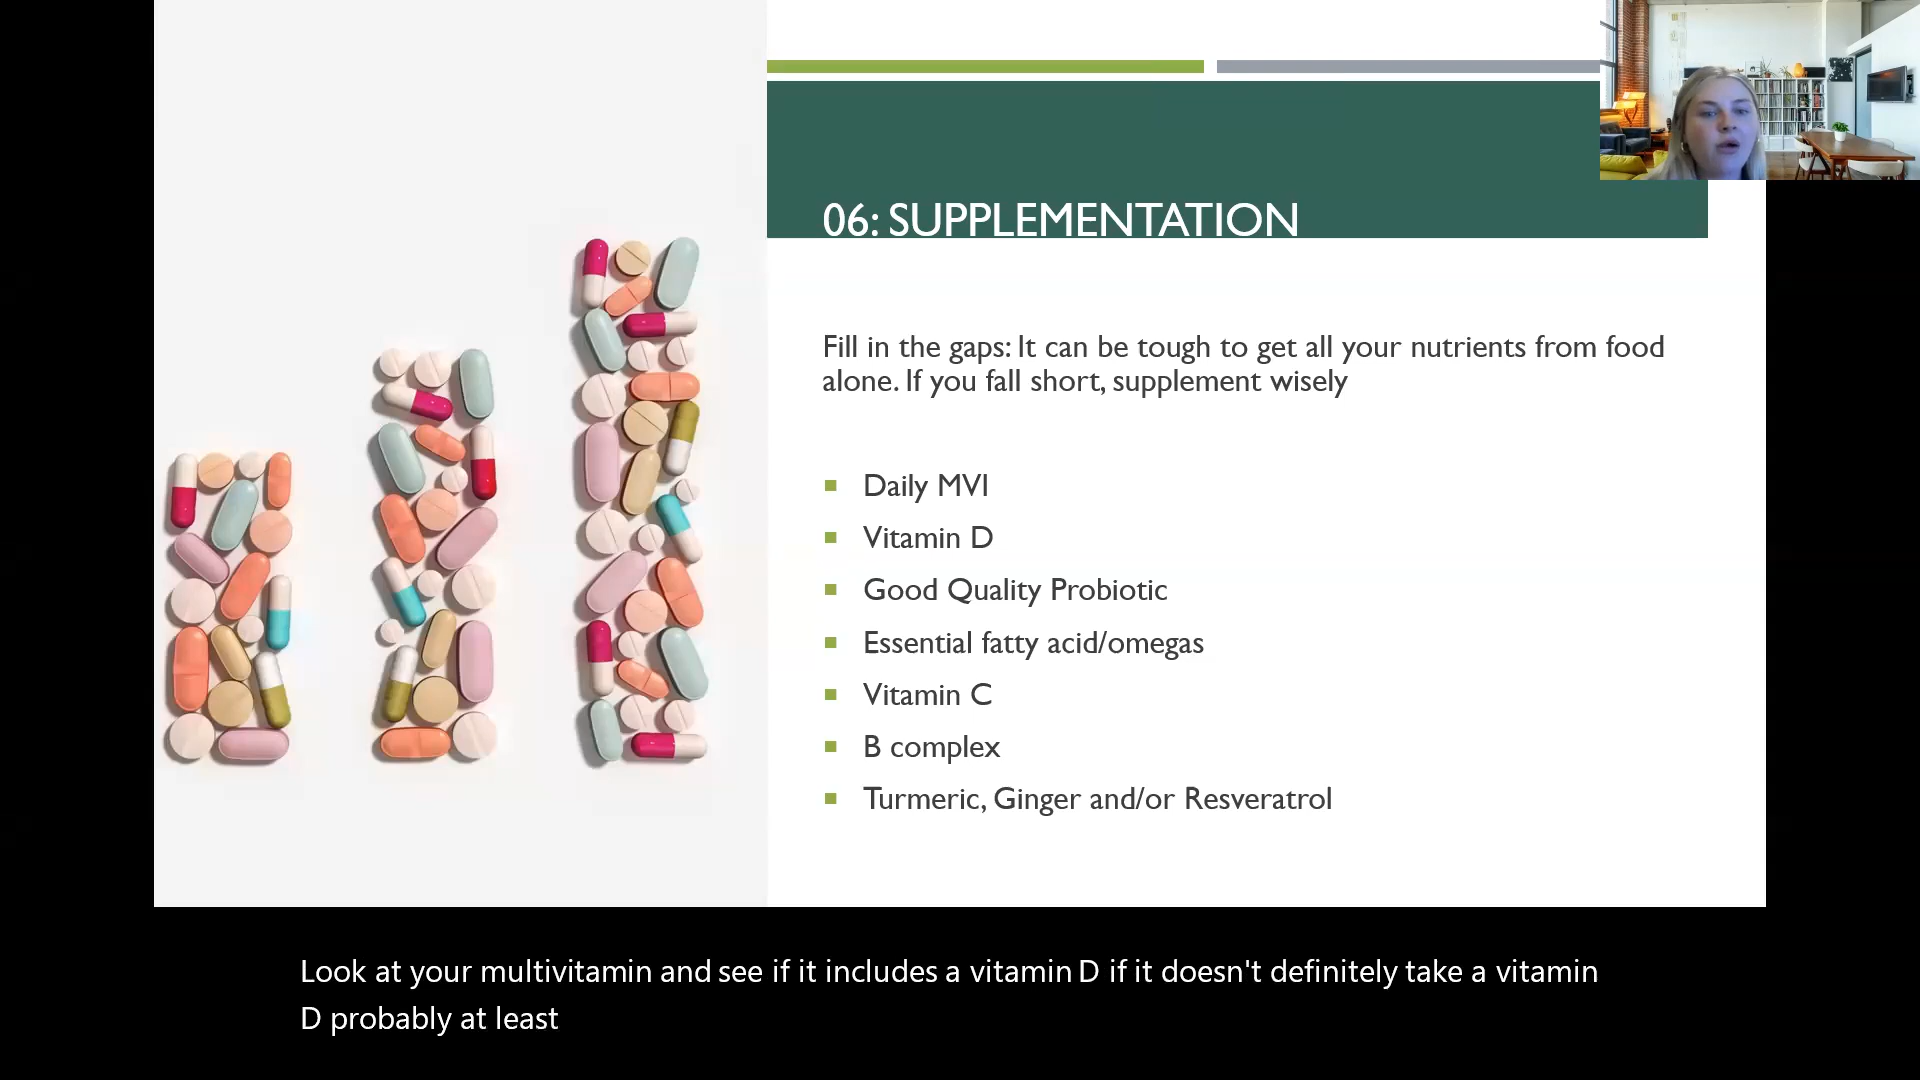 06: SUPPLEMENTATION
Fill in the gaps: It can be tough to get all your nutrients from food
alone. If you fall short, supplement wisely
Daily MVI
Vitamin D
Good Quality Probiotic
Essential fatty acid/omegas
Vitamin C
B complex
Turmeric, Ginger and/or Resveratrol
Look at your multivitamin and see if it includes a vitamin D if it doesn't definitely take a vitamin
D probably at least